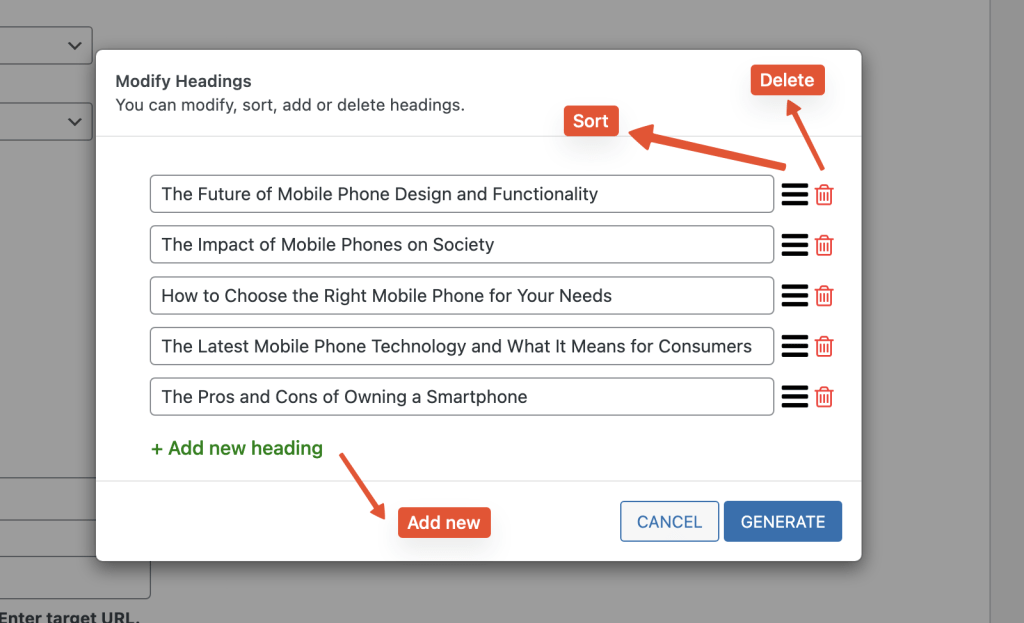 Modify Headings
Delete
You can modify, sort, add or delete headings.
Sort
The Future of Mobile Phone Design and Functionality
The Impact of Mobile Phones on Society
How to Choose the Right Mobile Phone for Your Needs
The Latest Mobile Phone Technology and What It Means for Consumers
The Pros and Cons of Owning a Smartphone
+ Add new heading
Add new
CANCEL
GENERATE
Enter target URL.